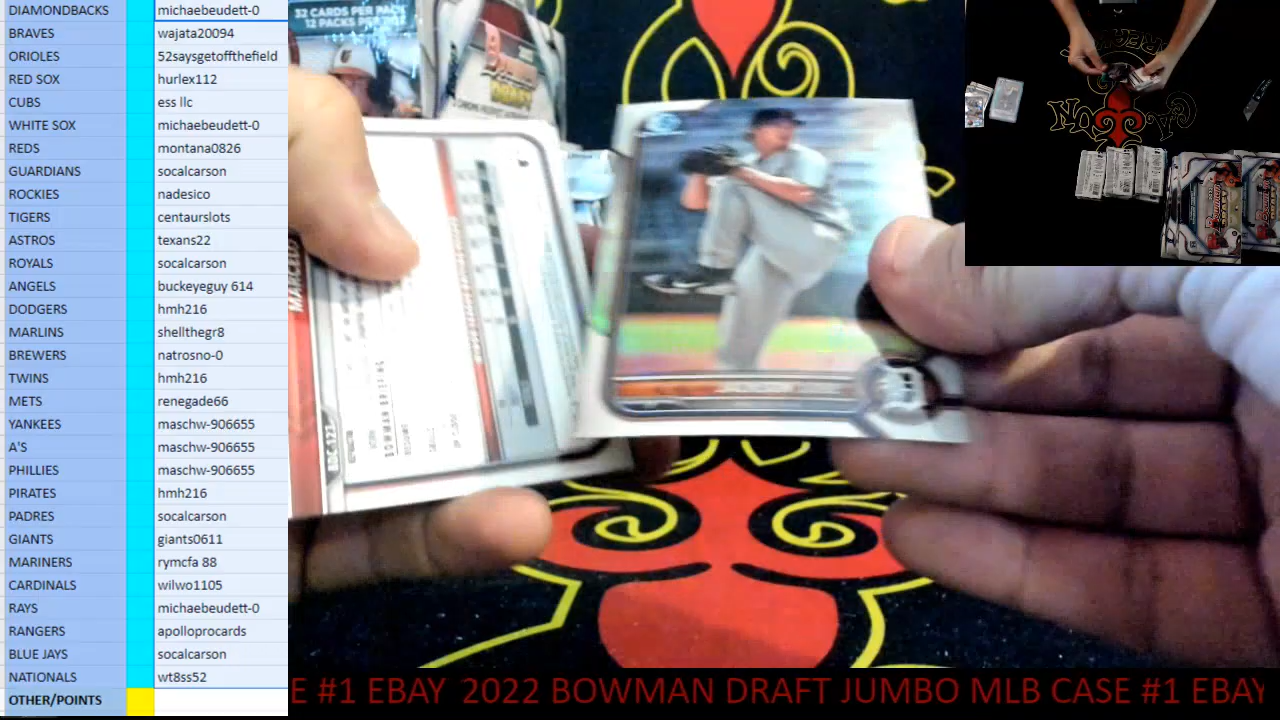 DIAMONDBACKS michaebeudett-0
BRAVES wajata20094
ORIOLES 52saysgetoffthefield
RED SOX hurlex112
CUBS ess llc
WHITE SOX michaebeudett-0
REDS montana0826
GUARDIANS socalcarson
ROCKIES nadesico
TIGERS centaurslots
ASTROS texans22
ROYALS socalcarson
ANGELS buckeyeguy 614
DODGERS hmh216
MARLINS shellthegr8
BREWERS natrosno-0
TWINS hmh216
METS renegade66
YANKEES maschw-906655
A'S maschw-906655
PHILLIES maschw-906655
PIRATES hmh216
PADRES socalcarson
GIANTS giants0611
MARINERS rymcfa 88
CARDINALS wilwo1105
RAYS michaebeudett-0
RANGERS apolloprocards
BLUE JAYS socalcarson
NATIONALS wt8ss52
OTHER/POINTS
32 CARDS PER PACK
12 PACKS PER BOX
MARCELO
BDC-123
E #1 EBAY 2022 BOWMAN DRAFT JUMBO MLB CASE #1 EBAY